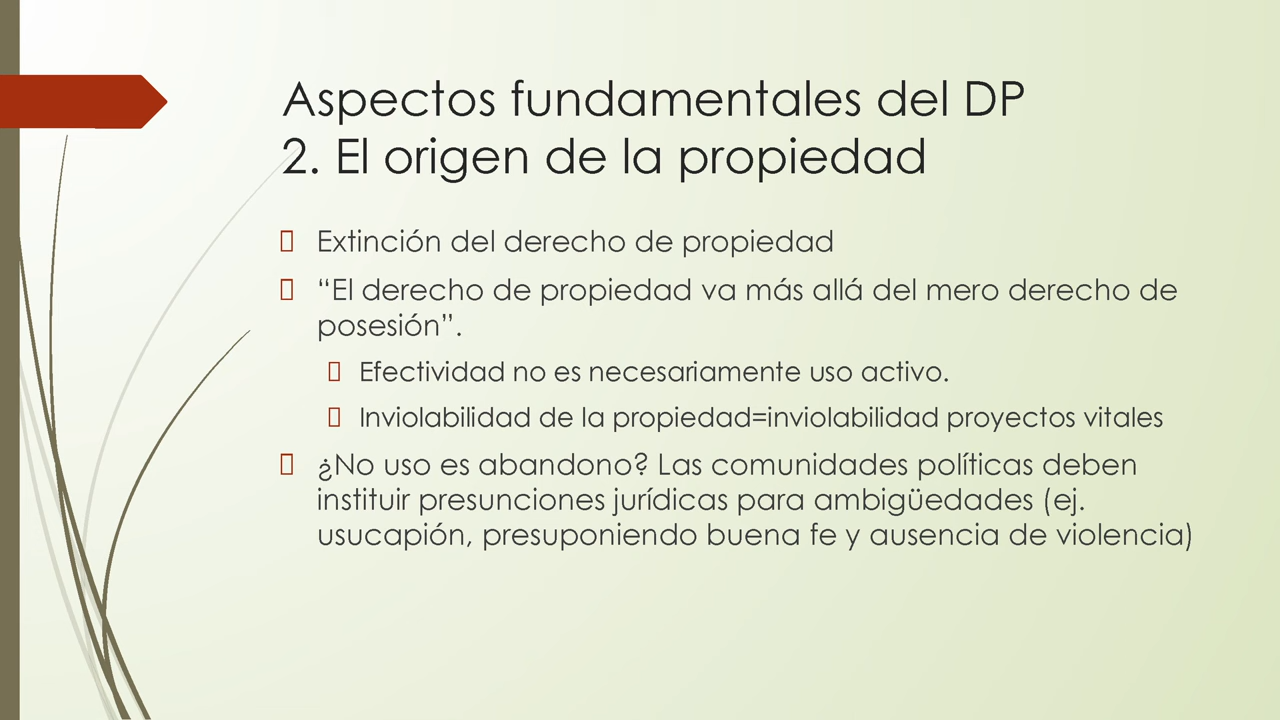 Aspectos fundamentales del DP
2. El origen de la propiedad
Extinción del derecho de propiedad
“El derecho de propiedad va más allá del mero derecho de
posesión”.
Efectividad no es necesariamente uso activo.
Inviolabilidad de la propiedad=inviolabilidad proyectos vitales
¿No uso es abandono? Las comunidades políticas deben
instituir presunciones jurídicas para ambigüedades (ej.
usucapión, presuponiendo buena fe y ausencia de violencia)